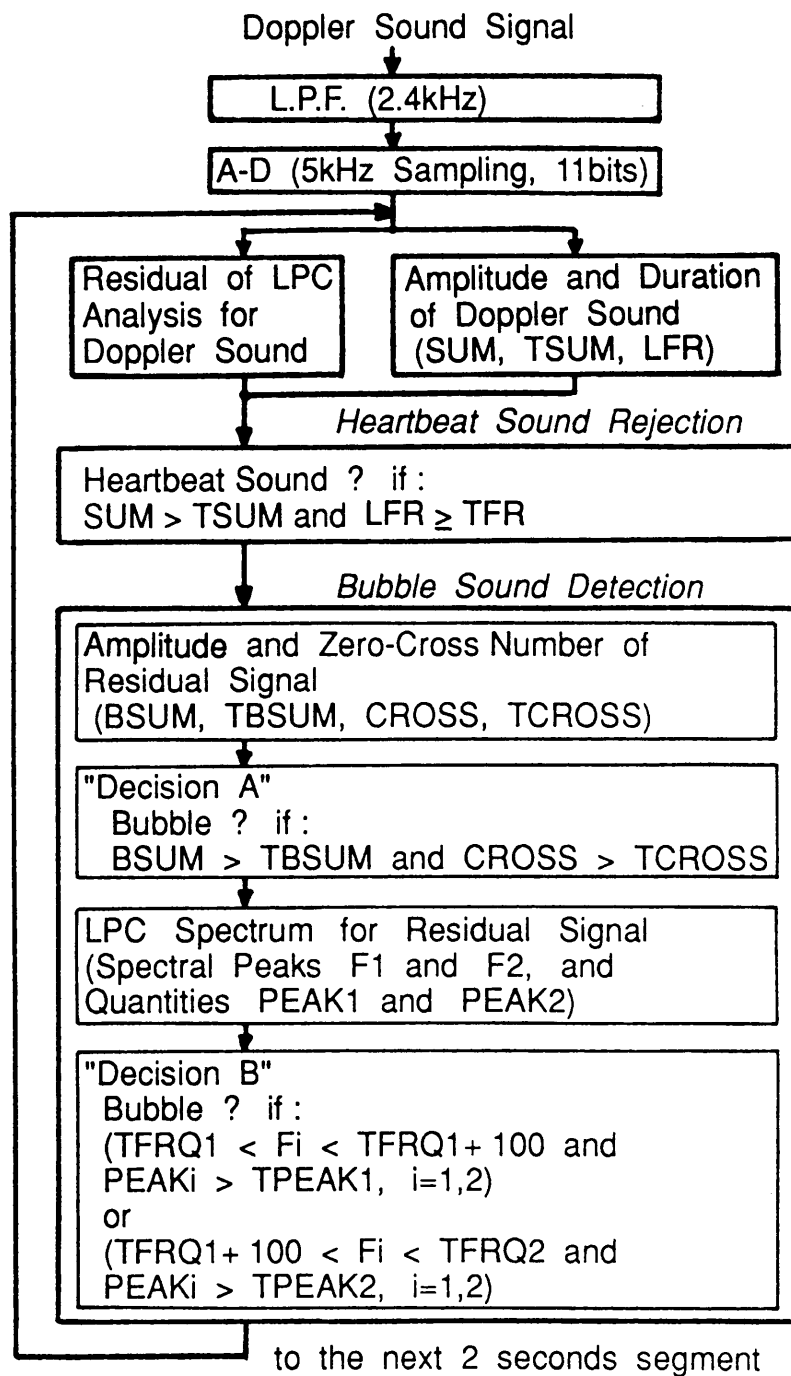 Doppler Sound Signal
L.P.F. (2.4kHz)
A-D (5kHz Sampling, 11bits)
Residual of LPC
Analysis for
Doppler Sound
Amplitude and Duration
of Doppler Sound
(SUM, TSUM, LFR)
Heartbeat Sound Rejection
Heartbeat Sound ? if :
SUM > TSUM and LFR ≥ TFR
Bubble Sound Detection
Amplitude and Zero-Cross Number of
Residual Signal
(BSUM, TBSUM, CROSS, TCROSS)
"Decision A"
Bubble ? if :
BSUM > TBSUM and CROSS > TCROSS
LPC Spectrum for Residual Signal
(Spectral Peaks F1 and F2, and
Quantities PEAK1 and PEAK2)
"Decision B"
Bubble ? if :
(TFRQ1 < Fi < TFRQ1+ 100 and
PEAKi > TPEAK1, i=1,2)
or
(TFRQ1+ 100 < Fi < TFRQ2 and
PEAKi > TPEAK2, i=1,2)
to the next 2 seconds segment